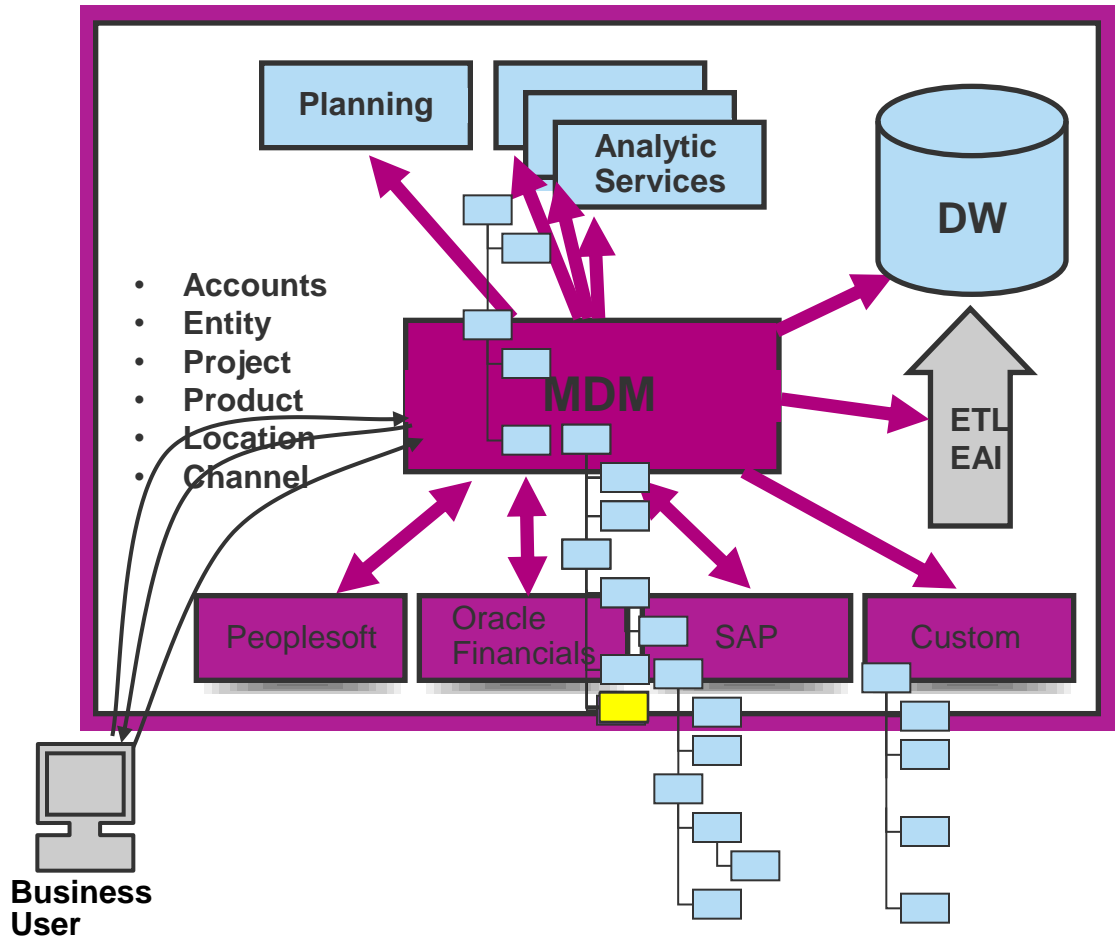 Planning
Analytic
Services
DW
• Accounts
• Entity
• Project
• Product
• Location
• Channel
MDM
ETL
EAI
Peoplesoft
Oracle
Financials
SAP
Custom
Business
User